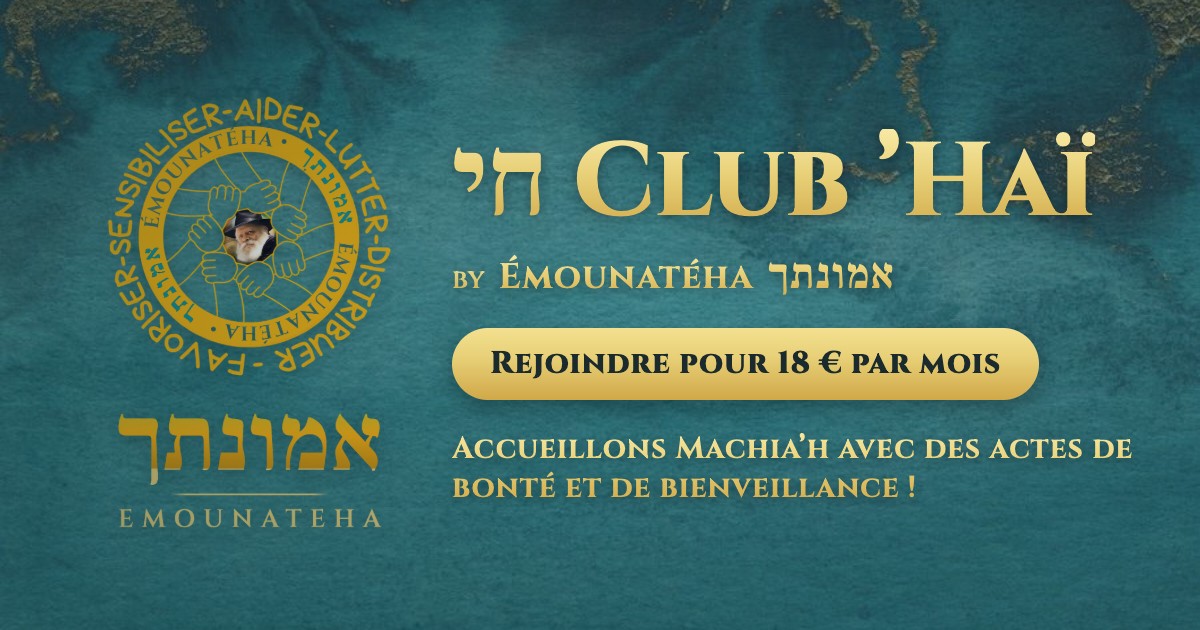 FAVORISER-SENSIBILISER-AIDER-LUTTER-DISTRIBUER -
ÉMOUNATÉHA • אמונתך ÉMOUNATÉHA • ÉMOUNATÉHA • אמונתך
אמונתך
EMOUNATEHA
חי CLUB ’HAÏ
BY ÉMOUNATÉHA אמונתך
REJOINDRE POUR 18 € PAR MOIS
ACCUEILLONS MACHIA’H AVEC DES ACTES DE
BONTÉ ET DE BIENVEILLANCE !